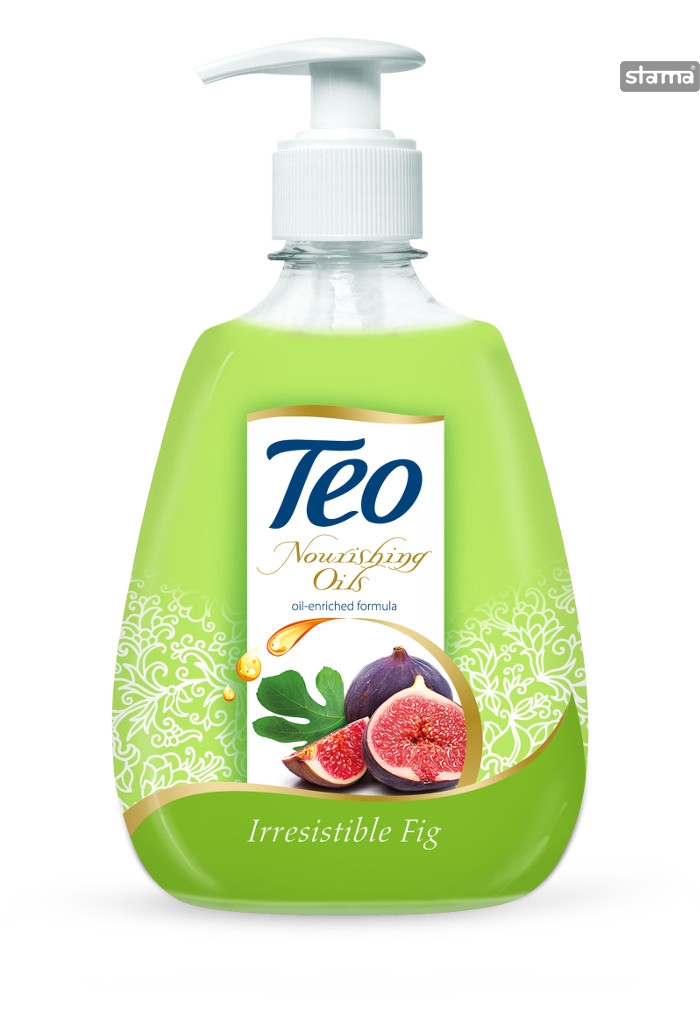 stama
Teo
Nourishing
Oils
oil-enriched formula
Irresistible Fig